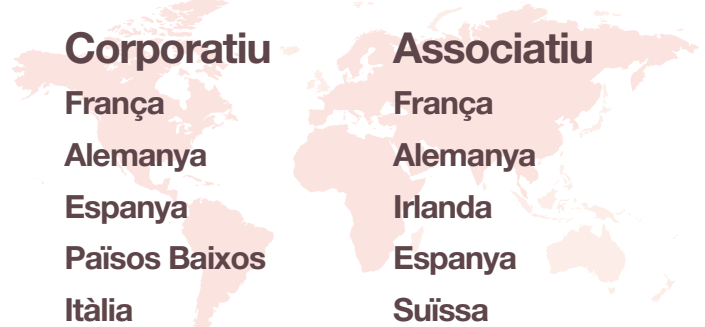 Corporatiu
França
Alemanya
Espanya
Països Baixos
Itàlia
Associatiu
França
Alemanya
Irlanda
Espanya
Suïssa